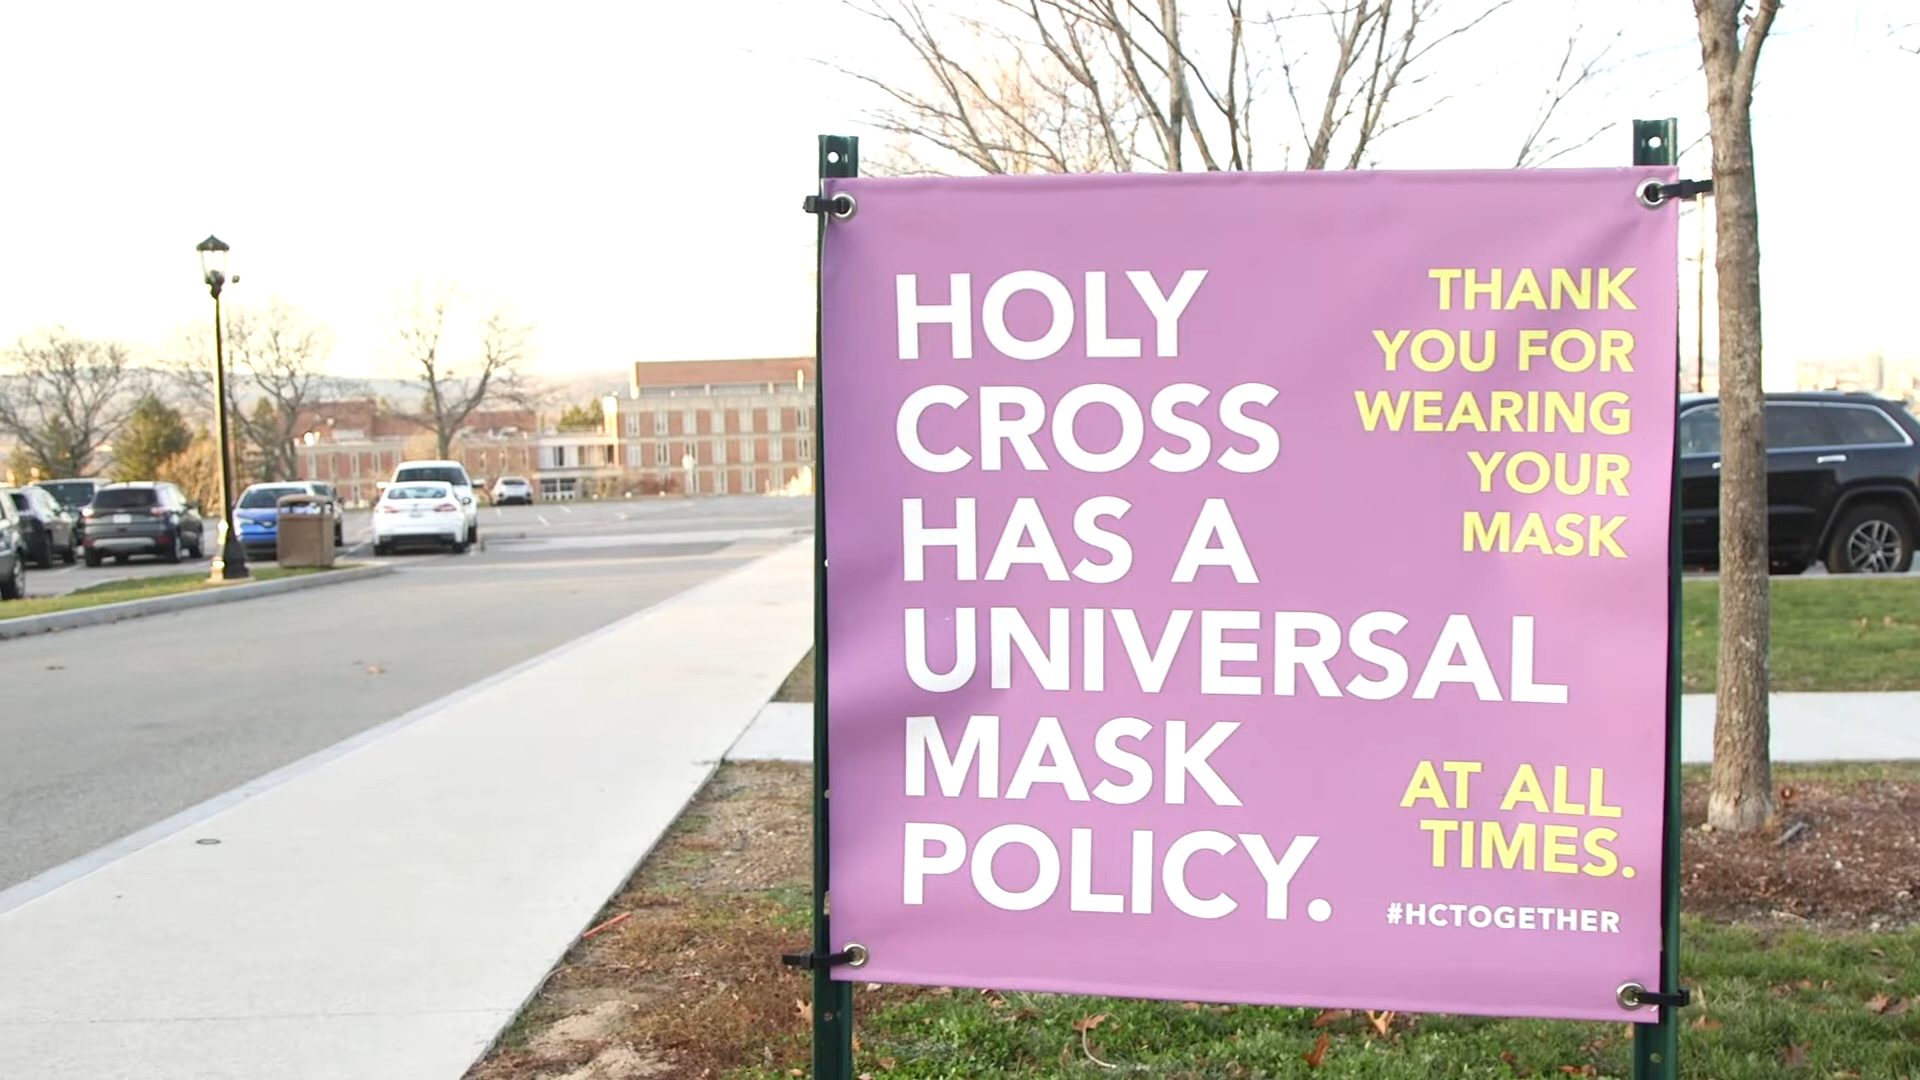 HOLY
CROSS
HAS A
UNIVERSAL
MASK
POLICY.
THANK
YOU FOR
WEARING
YOUR
MASK
AT ALL
TIMES.
#HCTOGETHER